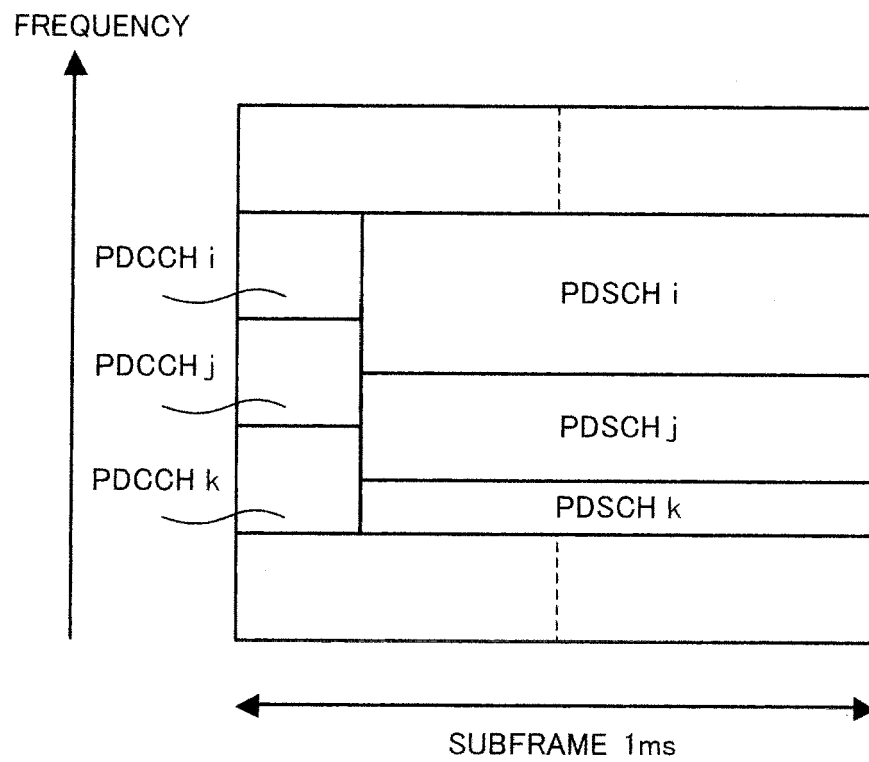 FREQUENCY
PDCCH i
PDSCH i
PDCCH j
PDSCH j
PDCCH k
PDSCH k
SUBFRAME 1ms